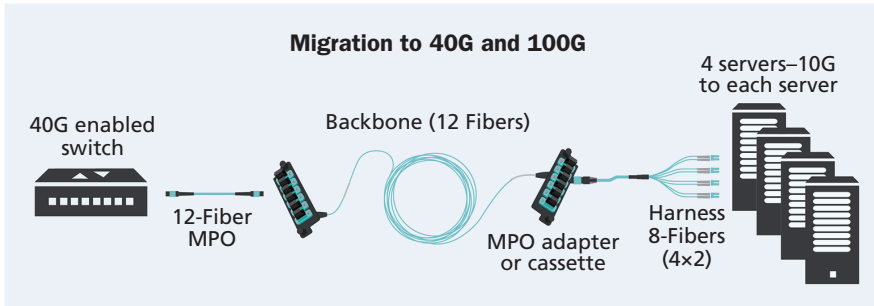 Migration to 40G and 100G
4 servers–10G
to each server
40G enabled
switch
Backbone (12 Fibers)
12-Fiber
MPO
MPO adapter
or cassette
Harness
8-Fibers
(4×2)